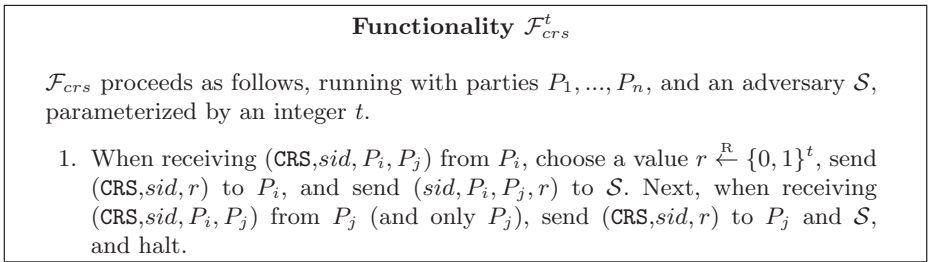 Functionality $\mathcal{F}_{crs}^t$
$\mathcal{F}_{crs}$ proceeds as follows, running with parties $P_1, ..., P_n$, and an adversary $\mathcal{S}$,
parameterized by an integer $t$.
1. When receiving (CRS,$sid, P_i, P_j$) from $P_i$, choose a value $r \stackrel{\mathrm{R}}{\leftarrow} \{0,1\}^t$, send
(CRS,$sid, r$) to $P_i$, and send ($sid, P_i, P_j, r$) to $\mathcal{S}$. Next, when receiving
(CRS,$sid, P_i, P_j$) from $P_j$ (and only $P_j$), send (CRS,$sid, r$) to $P_j$ and $\mathcal{S}$,
and halt.